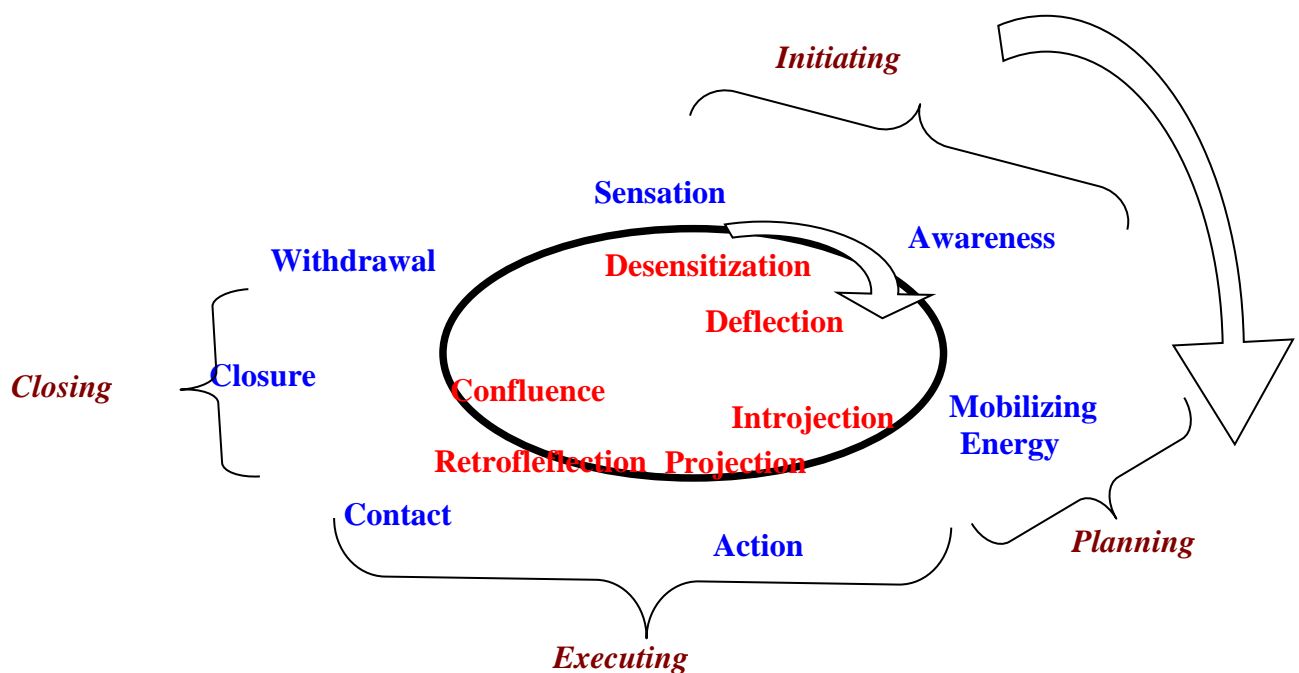 Initiating
Sensation
Awareness
Withdrawal
Desensitization
Deflection
Closing
Closure
Confluence
Introjection
Mobilizing
Energy
Retrofleflection
Projection
Contact
Action
Planning
Executing